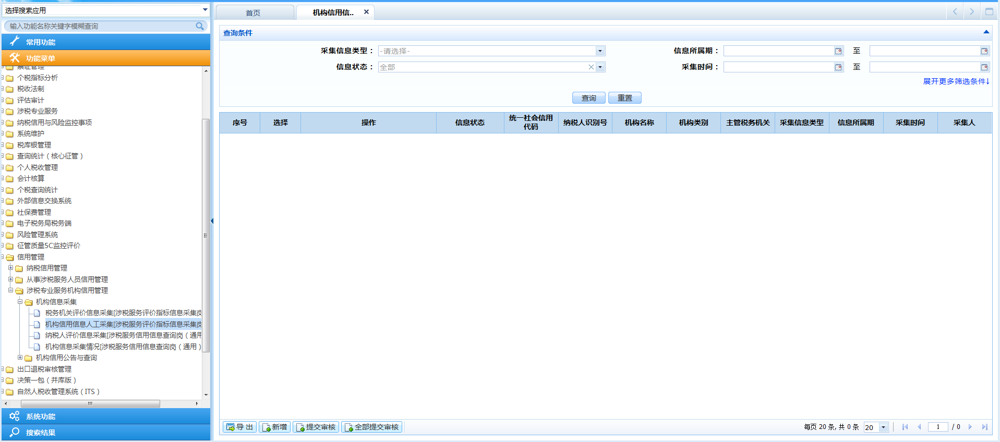 选择搜索应用
输入功能名称关键字模糊查询
常用功能
功能菜单
票证管理
个税指标分析
税收法制
评估审计
涉税专业服务
纳税信用与风险监控事项
系统维护
税库银管理
查询统计（核心征管）
个人税收管理
会计核算
个税查询统计
外部信息交换系统
社保费管理
电子税务局税务端
风险管理系统
征管质量5C监控评价
信用管理
纳税信用管理
从事涉税服务人员信用管理
涉税专业服务机构信用管理
机构信息采集
税务机关评价信息采集[涉税服务评价指标信息采集岗
机构信用信息人工采集[涉税服务评价指标信息采集岗
纳税人评价信息采集[涉税服务信用信息查询岗（通用
机构信息采集情况[涉税服务信用信息查询岗（通用）
机构信用公告与查询
出口退税审核管理
决策一包（并库版）
自然人税收管理系统（ITS）
系统功能
搜索结果
首页
机构信用信..
查询条件
采集信息类型： -请选择- 信息所属期： 至
信息状态： 全部 采集时间： 至
展开更多筛选条件↓
查询 重置
序号 选择 操作 信息状态 统一社会信用代码 纳税人识别号 机构名称 机构类别 主管税务机关 采集信息类型 信息所属期 采集时间 采集人
导 出 新增 提交审核 全部提交审核 每页 20 条, 共 0 条 20 1 / 0